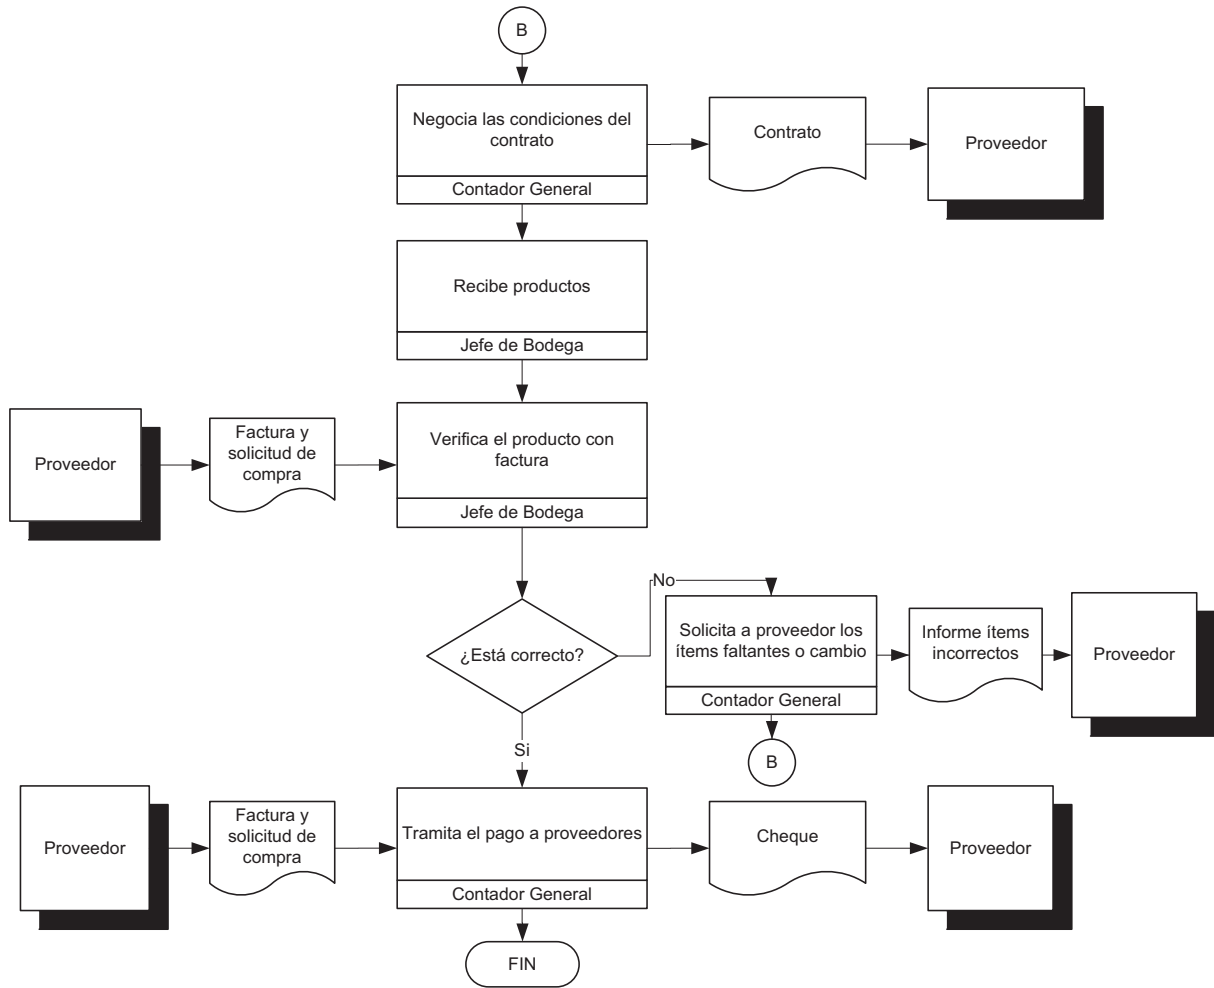 B
Negocia las condiciones del
contrato
Contador General
Contrato
Proveedor
Recibe productos
Jefe de Bodega
Proveedor
Factura y
solicitud de
compra
Verifica el producto con
factura
Jefe de Bodega
¿Está correcto?
No
Solicita a proveedor los
ítems faltantes o cambio
Contador General
Informe ítems
incorrectos
Proveedor
B
Si
Proveedor
Factura y
solicitud de
compra
Tramita el pago a proveedores
Contador General
Cheque
Proveedor
FIN